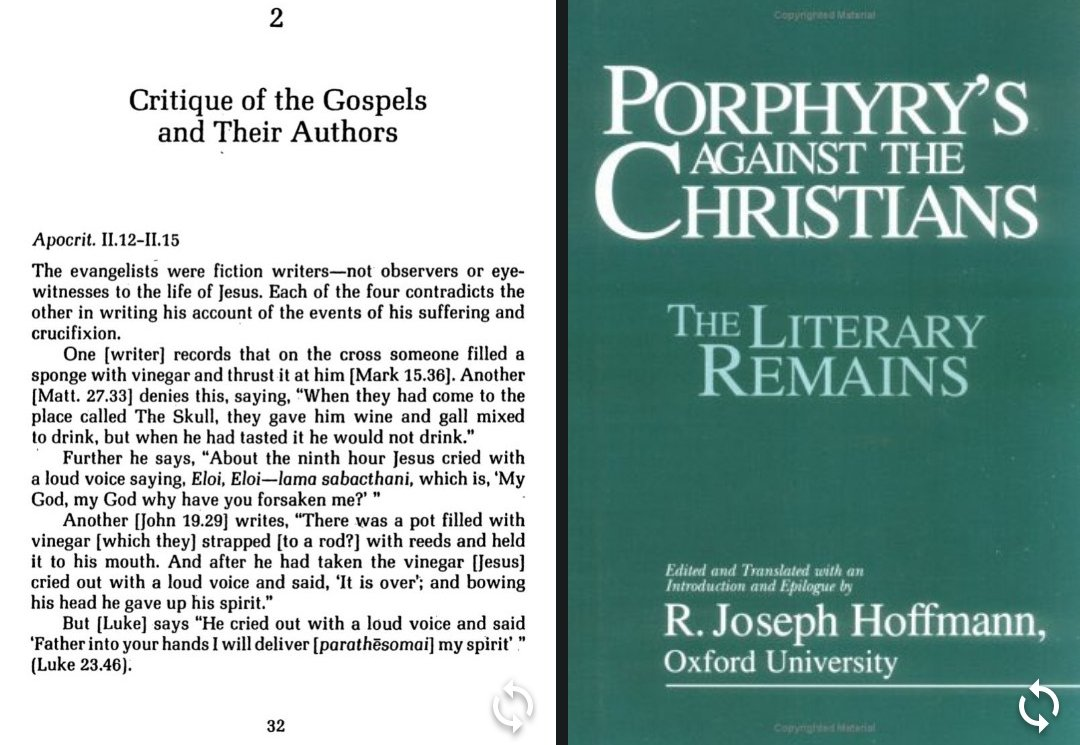 2
Critique of the Gospels
and Their Authors
Apocrit. II.12–II.15
The evangelists were fiction writers—not observers or eye-
witnesses to the life of Jesus. Each of the four contradicts the
other in writing his account of the events of his suffering and
crucifixion.
One [writer] records that on the cross someone filled a
sponge with vinegar and thrust it at him [Mark 15.36]. Another
[Matt. 27.33] denies this, saying, “When they had come to the
place called The Skull, they gave him wine and gall mixed
to drink, but when he had tasted it he would not drink.”
Further he says, “About the ninth hour Jesus cried with
a loud voice saying, Eloi, Eloi—lama sabacthani, which is, ‘My
God, my God why have you forsaken me?’ ”
Another [John 19.29] writes, “There was a pot filled with
vinegar [which they] strapped [to a rod?] with reeds and held
it to his mouth. And after he had taken the vinegar [Jesus]
cried out with a loud voice and said, ‘It is over’; and bowing
his head he gave up his spirit.”
But [Luke] says “He cried out with a loud voice and said
‘Father into your hands I will deliver [parathēsomai] my spirit’ ”
(Luke 23.46).
32
Copyrighted Material
PORPHYRY’S
AGAINST THE
CHRISTIANS
THE LITERARY
REMAINS
Edited and Translated with an
Introduction and Epilogue by
R. Joseph Hoffmann,
Oxford University
Copyrighted Material